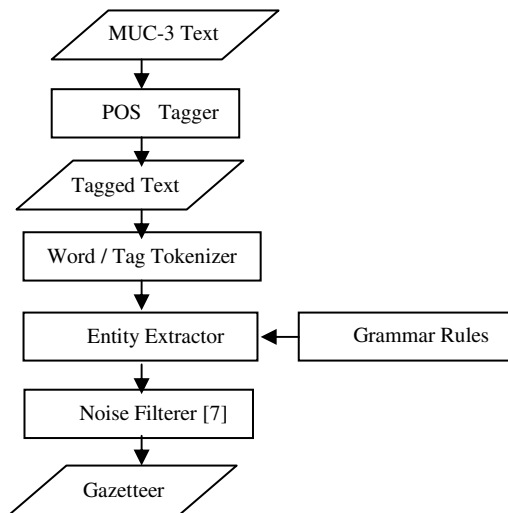 MUC-3 Text
POS Tagger
Tagged Text
Word / Tag Tokenizer
Entity Extractor
Grammar Rules
Noise Filterer [7]
Gazetteer